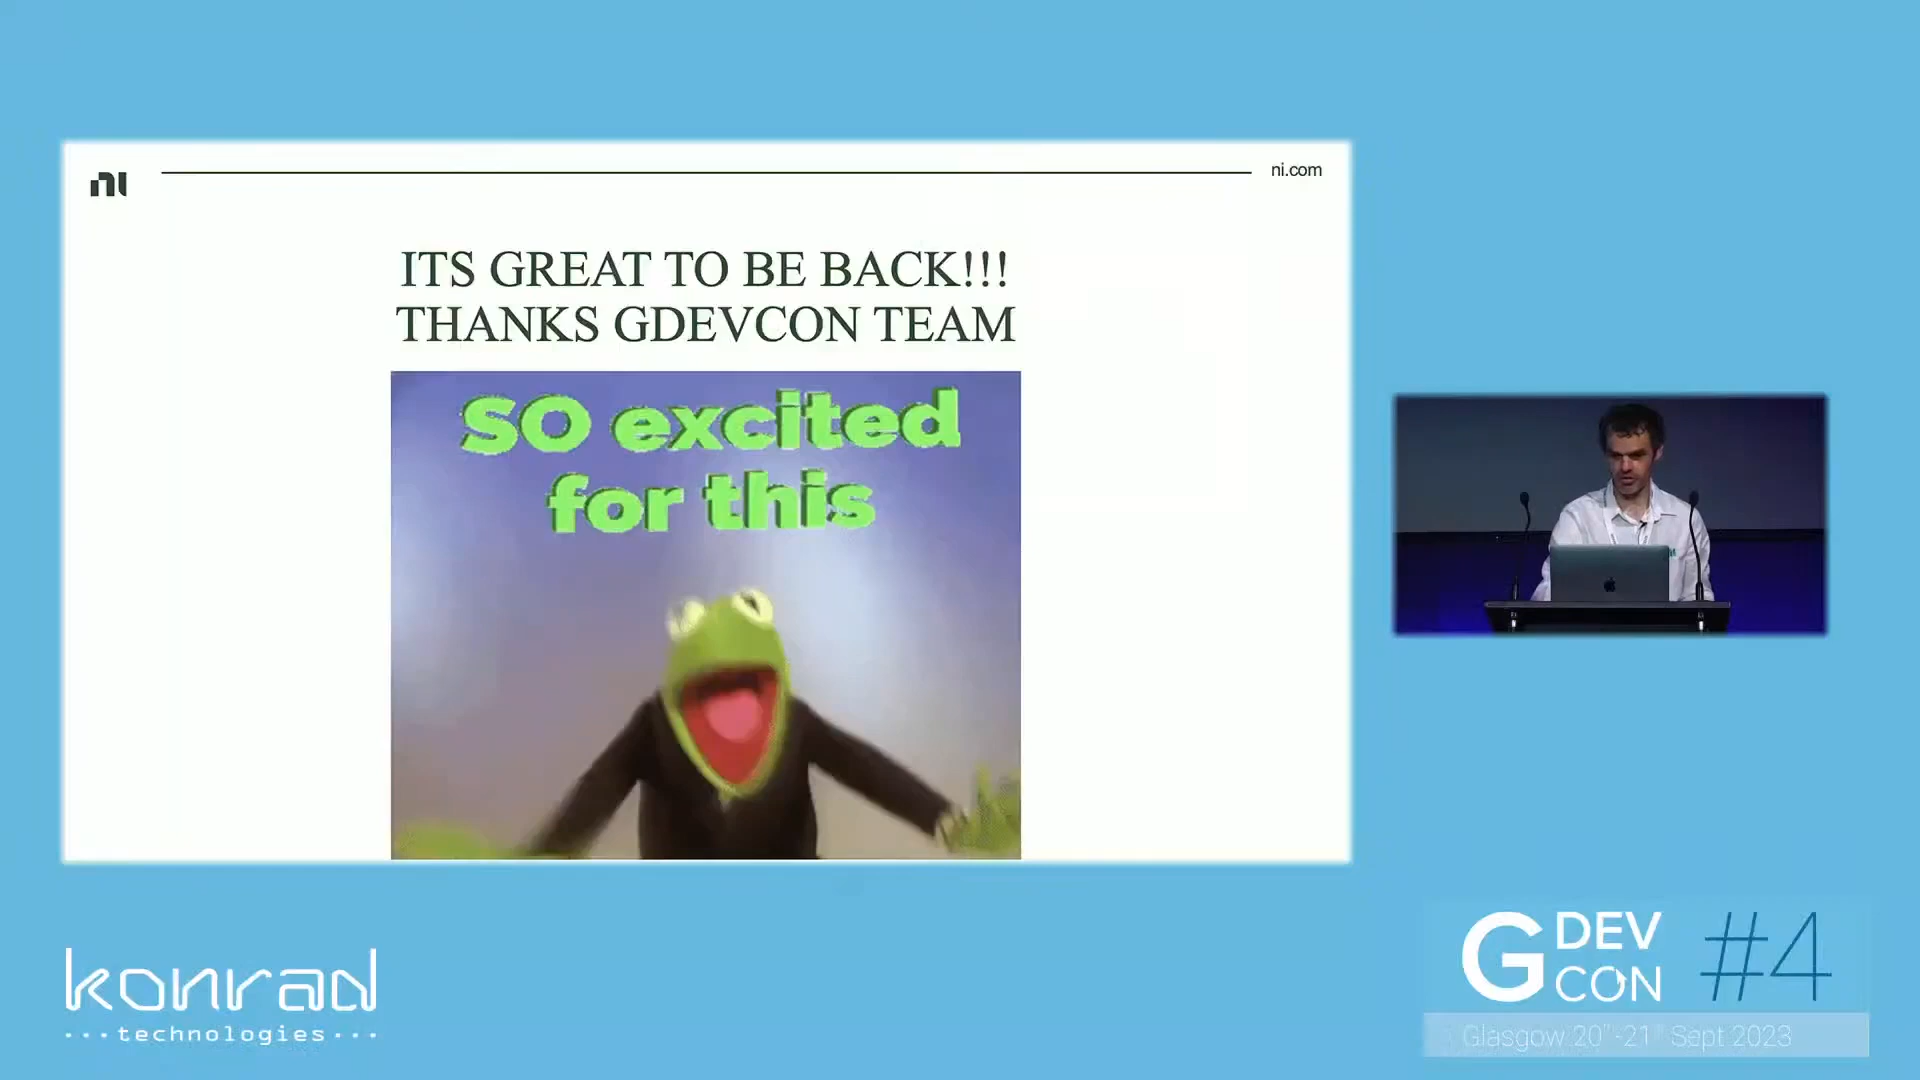 ni
ni.com
ITS GREAT TO BE BACK!!!
THANKS GDEVCON TEAM
SO excited
for this
konrad
···technologies···
G DEV CON #4
Glasgow 20th-21st Sept 2023